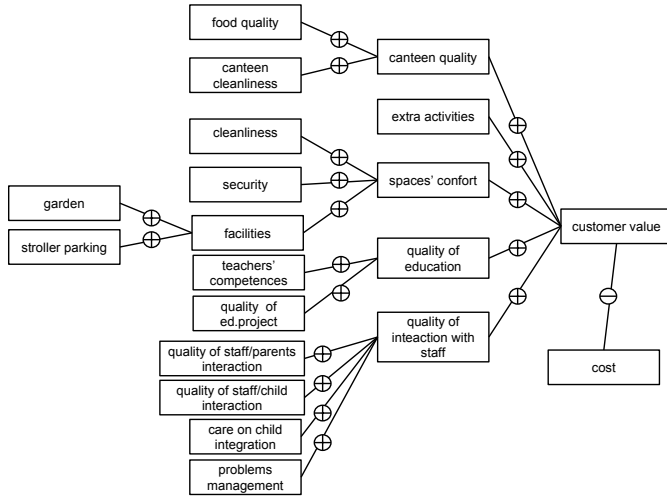 food quality
canteen
cleanliness
canteen quality
extra activities
cleanliness
security
spaces' confort
garden
stroller parking
facilities
customer value
teachers'
competences
quality of
education
quality of
ed.project
quality of
inteaction with
staff
quality of staff/parents
interaction
quality of staff/child
interaction
care on child
integration
problems
management
cost